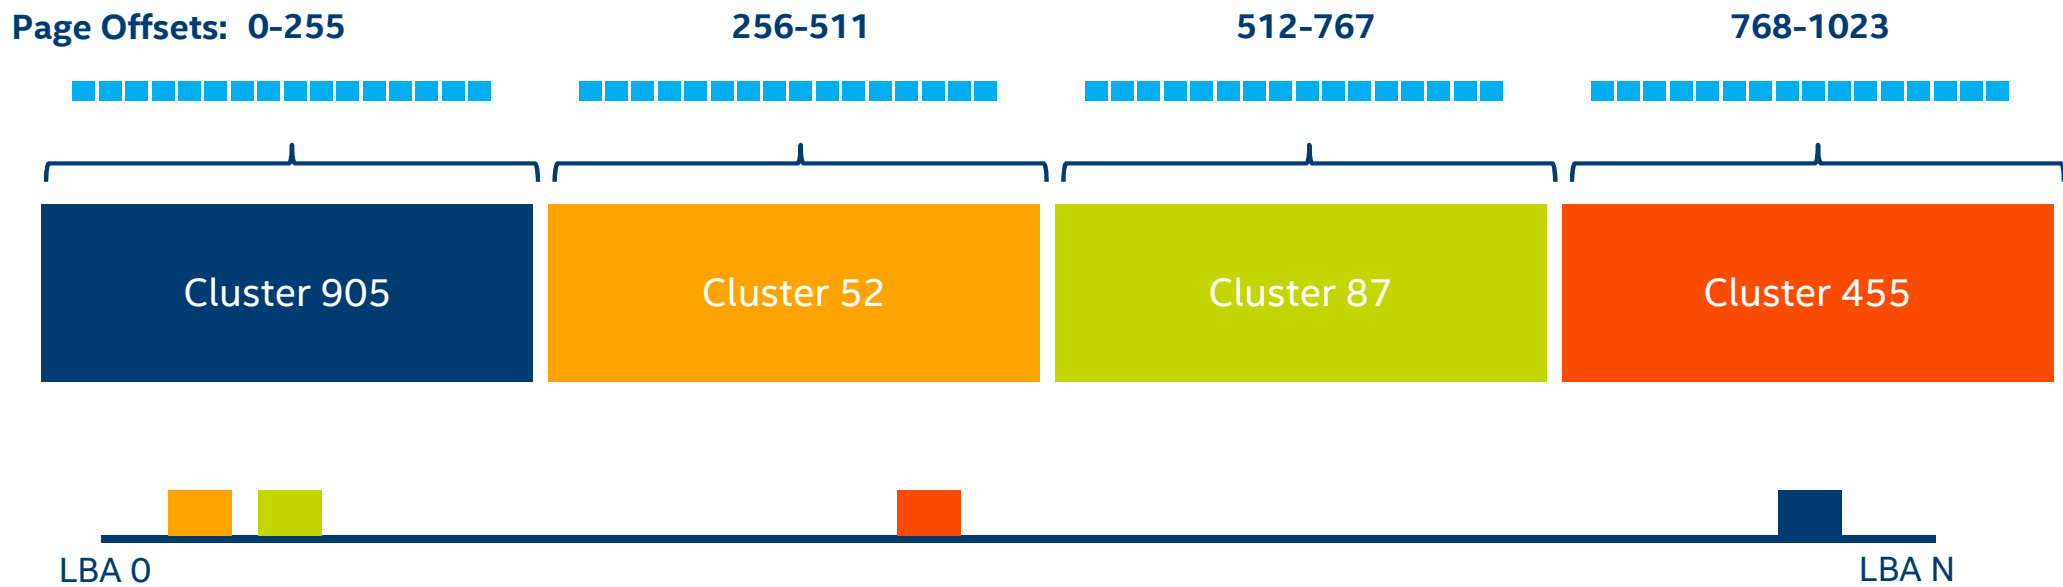 Page Offsets: 0-255 256-511 512-767 768-1023
Cluster 905 Cluster 52 Cluster 87 Cluster 455
LBA 0 LBA N